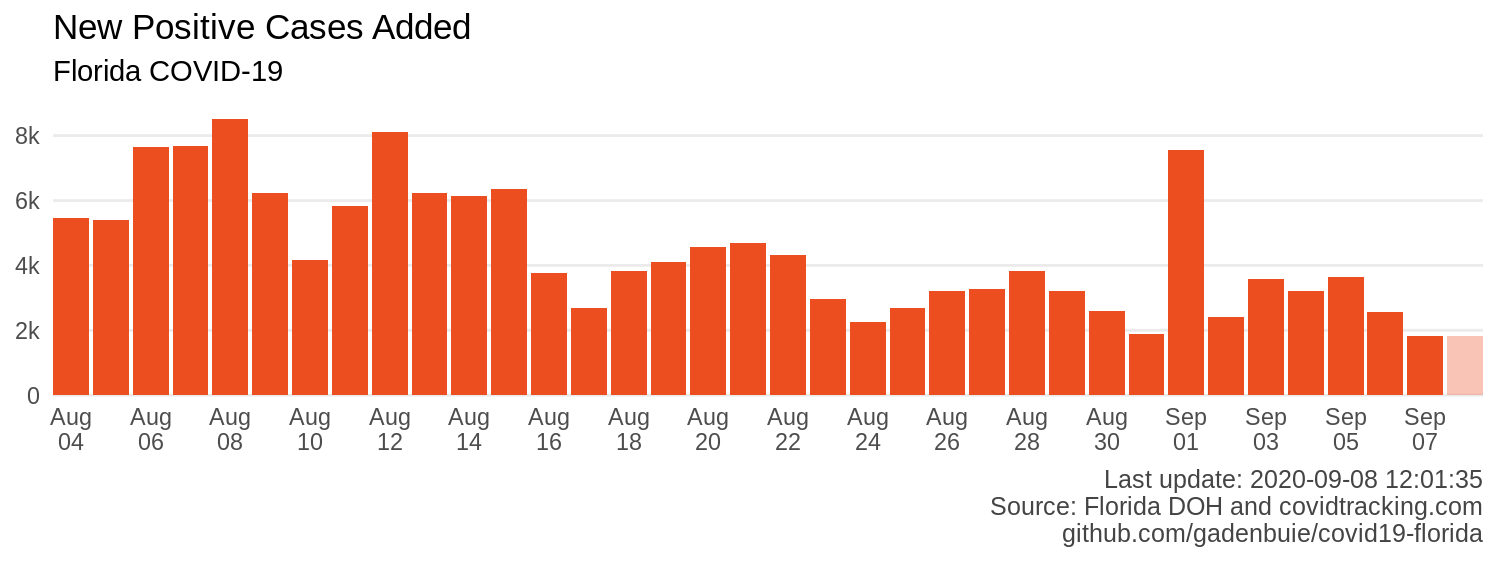 New Positive Cases Added
Florida COVID-19
8k
6k
4k
2k
0
Aug Aug Aug Aug Aug Aug Aug Aug Aug Aug Aug Aug Aug Aug Sep Sep Sep Sep
04 06 08 10 12 14 16 18 20 22 24 26 28 30 01 03 05 07
Last update: 2020-09-08 12:01:35
Source: Florida DOH and covidtracking.com
github.com/gadenbuie/covid19-florida